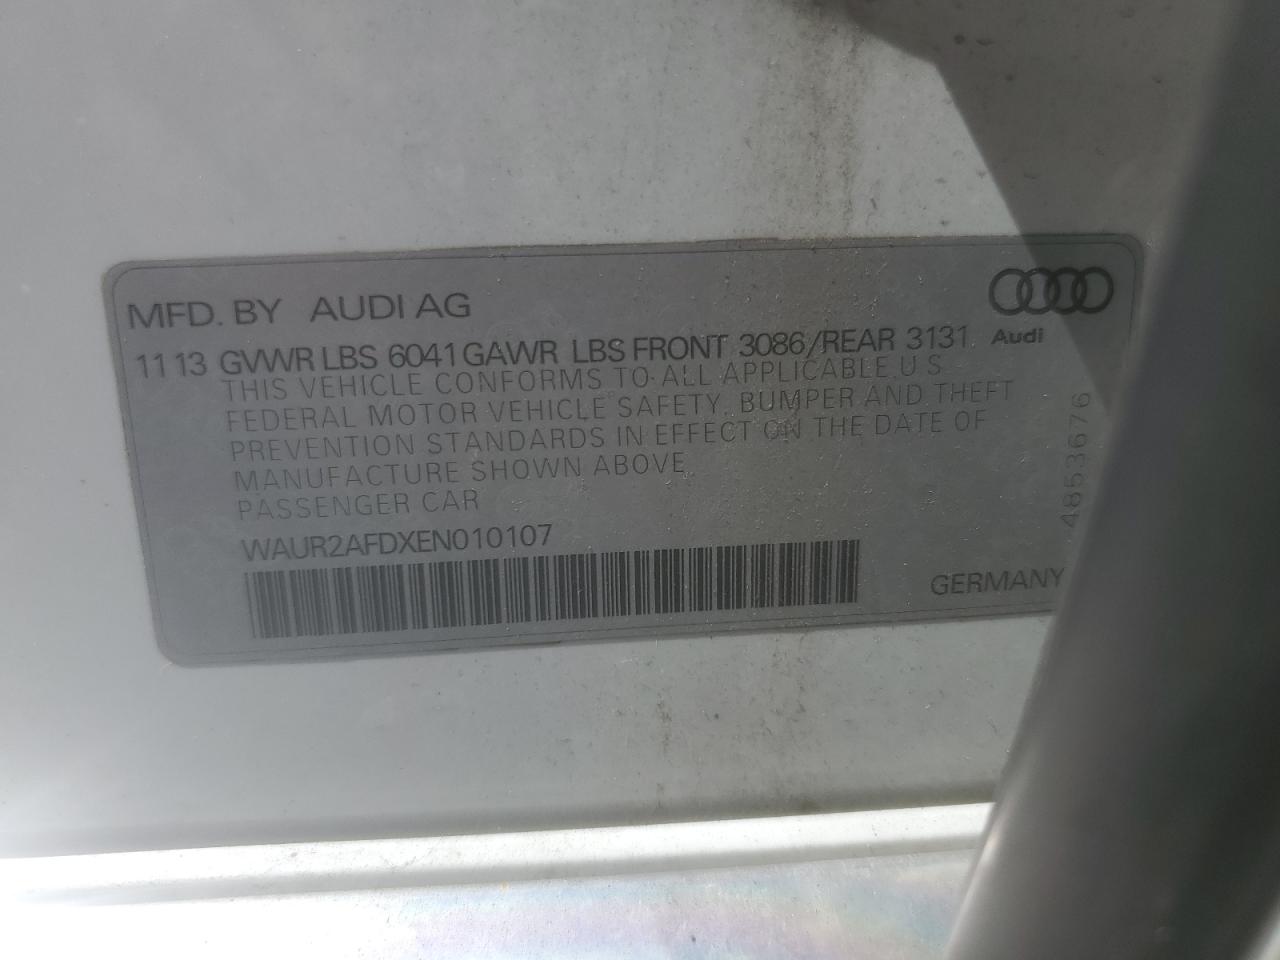 MFD. BY AUDI AG
11 13 GVWR LBS 6041 GAWR LBS FRONT 3086/REAR 3131
Audi
THIS VEHICLE CONFORMS TO ALL APPLICABLE U S
FEDERAL MOTOR VEHICLE SAFETY, BUMPER AND THEFT
PREVENTION STANDARDS IN EFFECT ON THE DATE OF
MANUFACTURE SHOWN ABOVE
PASSENGER CAR
WAUR2AFDXEN010107
GERMANY
4853676